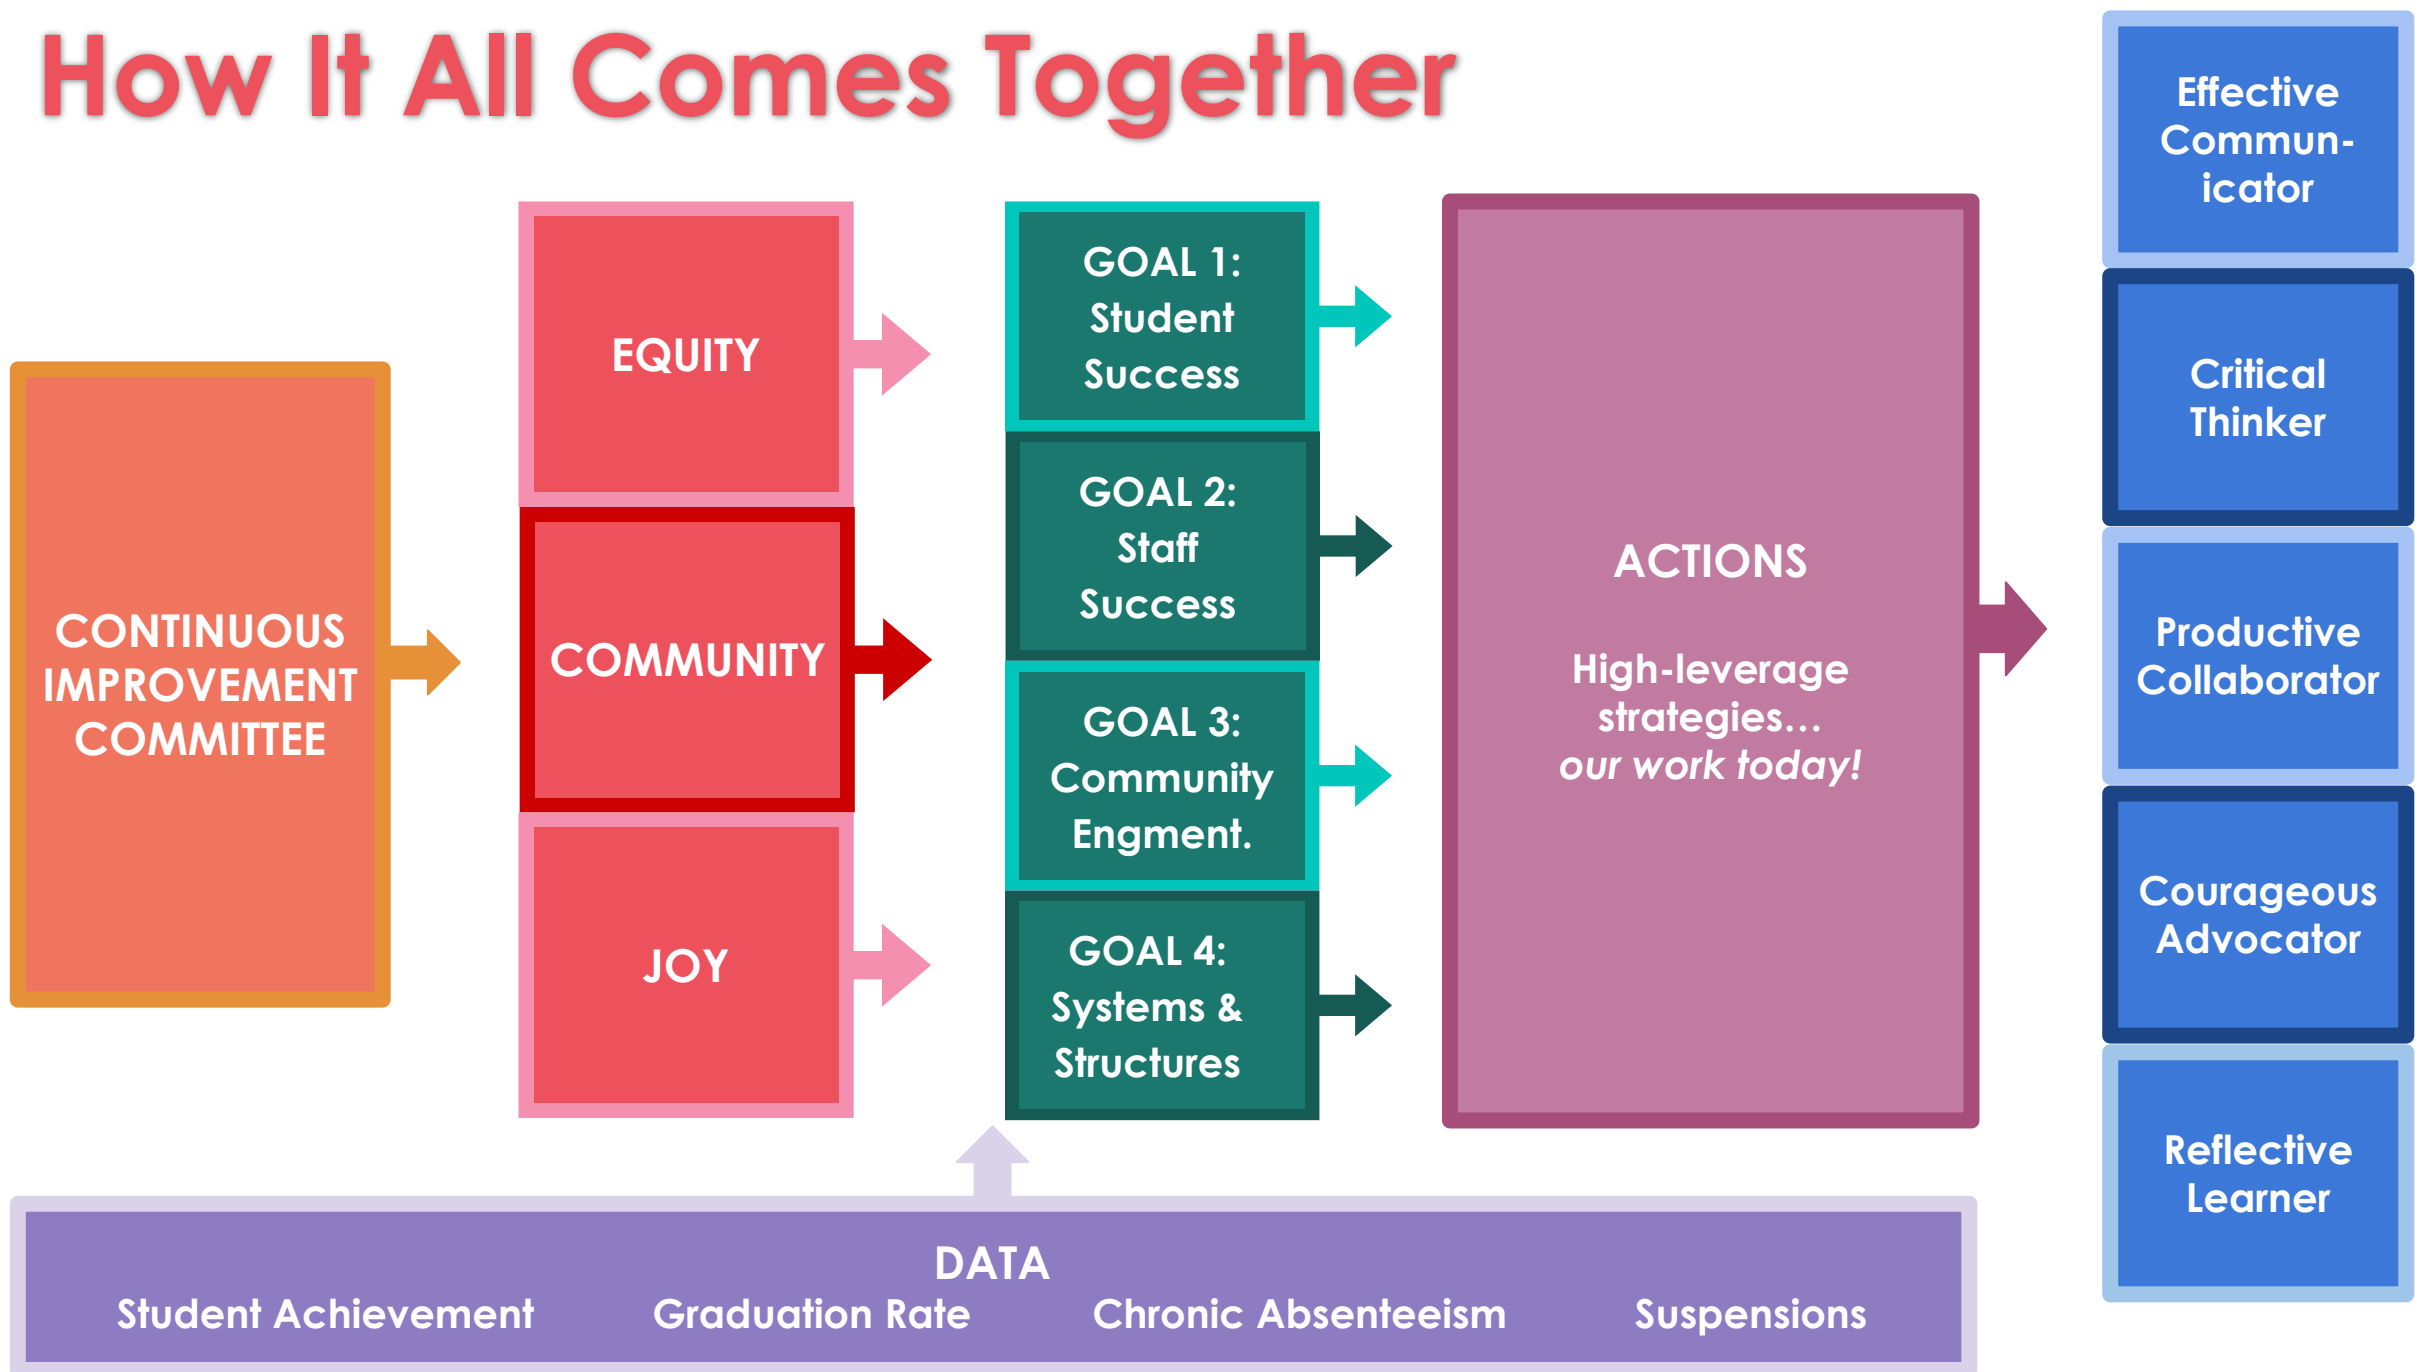 How It All Comes Together
CONTINUOUS
IMPROVEMENT
COMMITTEE
EQUITY
COMMUNITY
JOY
GOAL 1:
Student
Success
GOAL 2:
Staff
Success
GOAL 3:
Community
Engment.
GOAL 4:
Systems &
Structures
ACTIONS
High-leverage
strategies...
our work today!
Effective
Commun-
icator
Critical
Thinker
Productive
Collaborator
Courageous
Advocator
Reflective
Learner
DATA
Student Achievement Graduation Rate Chronic Absenteeism Suspensions